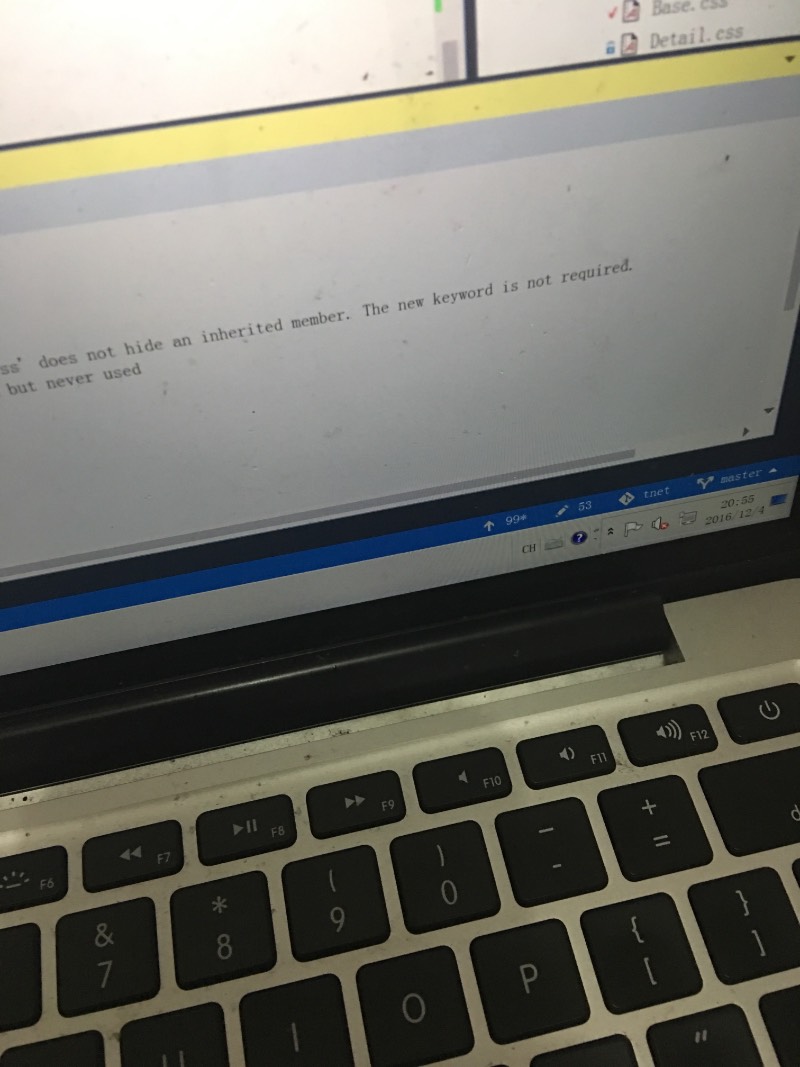 Base.css
Detail.css
ss' does not hide an inherited member. The new keyword is not required.
but never used
99+ 53 tnet master
CH ? 20:55
2016/12/4
F6 F7 F8 F9 F10 F11 F12
& * ( ) — +
7 8 9 0 - =
d
O P { }
[ ]
U I "